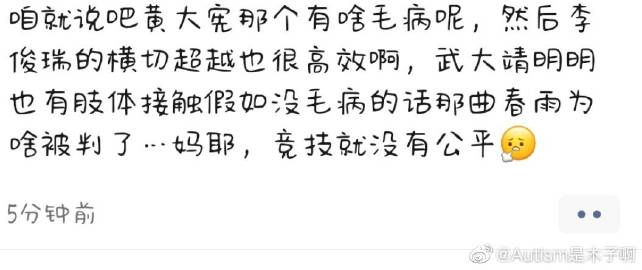 咱就说吧黄大宪那个有啥毛病呢，然后李
俊瑞的横切超越也很高效啊，武大靖明明
也有肢体接触假如没毛病的话那曲春雨为
啥被判了…妈耶，竞技就没有公平
5分钟前
@Autism是木子啊